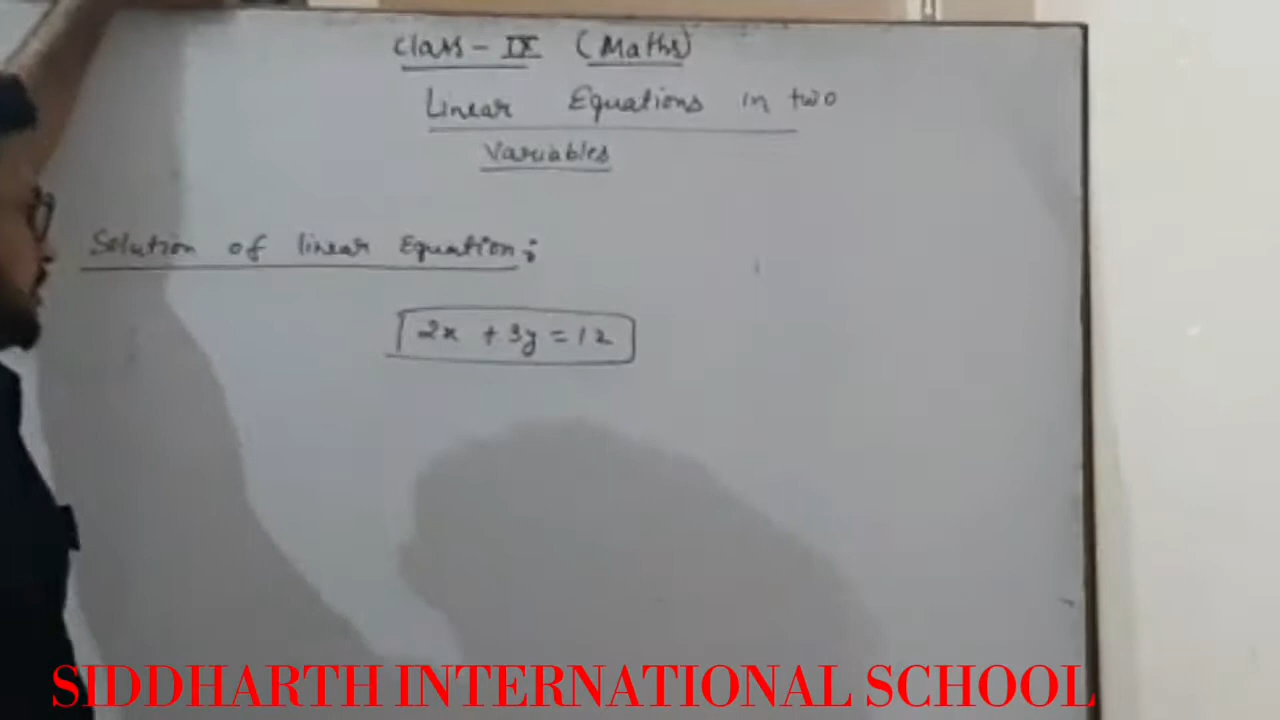 Class - IX (Maths)
Linear Equations in two
Variables
Solution of linear Equation:
2x + 3y = 12
SIDDHARTH INTERNATIONAL SCHOOL